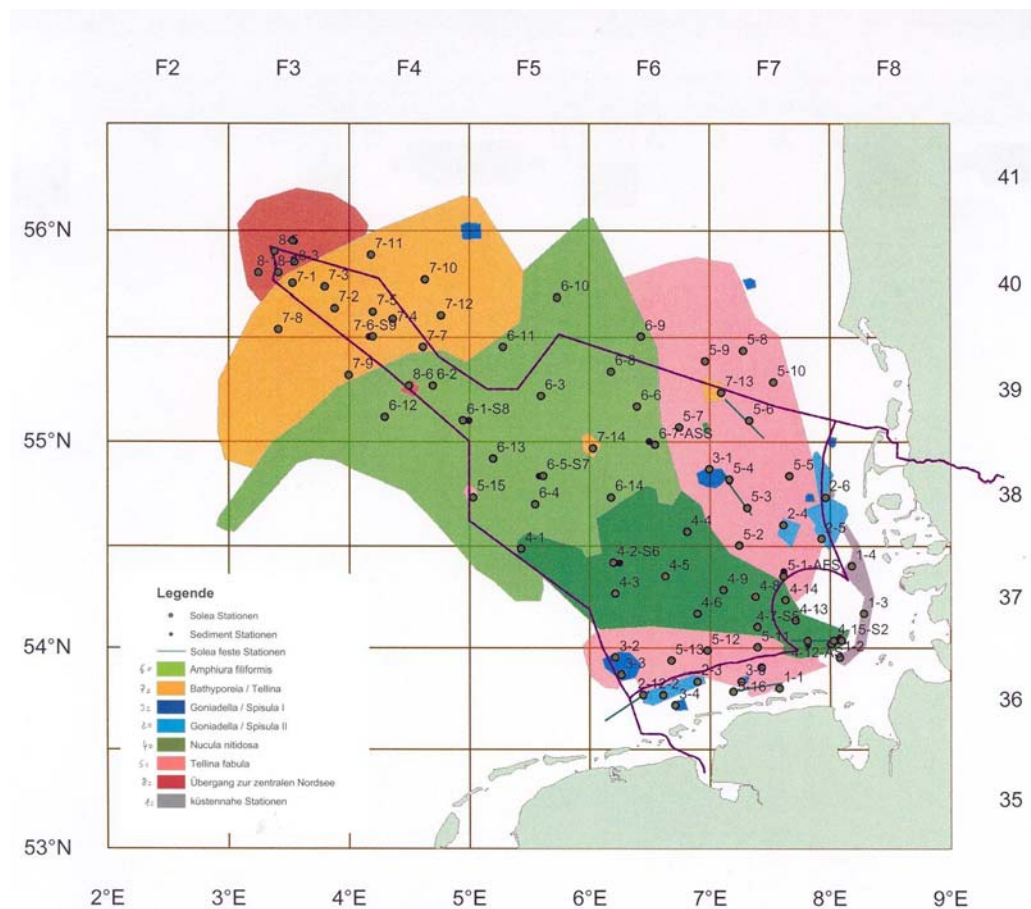 F2 F3 F4 F5 F6 F7 F8
41
56°N
8-5
8-3
7-11
7-1
7-3
7-10
6-10
40
7-2
7-5
7-4
7-12
7-8
7-6-S9
7-7
6-11
6-9
5-8
5-9
7-9
8-6
6-2
6-8
7-13
5-10
39
6-12
6-1-S8
6-3
6-6
5-7
5-6
55°N
6-7-ASS
7-14
6-13
6-5-S7
3-1
5-4
5-5
5-15
6-4
6-14
5-3
2-6
38
4-1
4-4
5-2
2-4
2-5
4-2-S6
4-5
5-1-AES
1-4
4-3
4-9
4-8
4-14
37
4-6
4-7-S5
4-13
1-3
54°N
3-2
5-13
5-12
5-11
4-15-S2
3-3
2-3
1-2
1-1
36
3-4
35
53°N
2°E 3°E 4°E 5°E 6°E 7°E 8°E 9°E
Legende
Solea Stationen
Sediment Stationen
Solea feste Stationen
Amphiura filiformis
Bathyporeia / Tellina
Goniadella / Spisula I
Goniadella / Spisula II
Nucula nitidosa
Tellina fabula
Übergang zur zentralen Nordsee
küstennahe Stationen